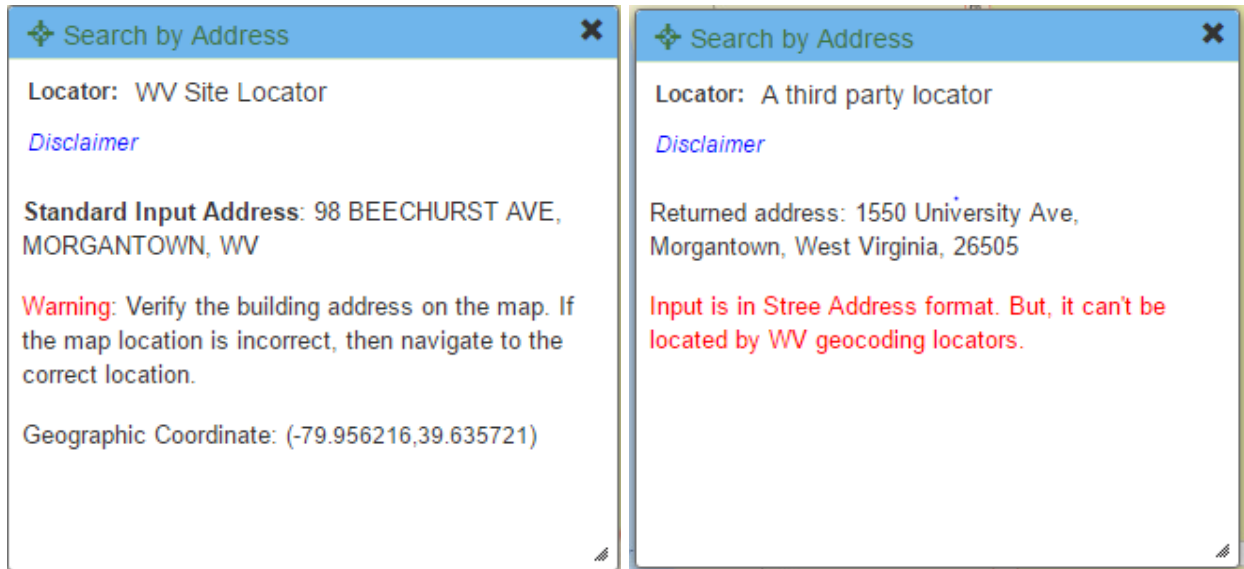 Search by Address
Locator: WV Site Locator
Disclaimer
Standard Input Address: 98 BEECHURST AVE,
MORGANTOWN, WV
Warning: Verify the building address on the map. If
the map location is incorrect, then navigate to the
correct location.
Geographic Coordinate: (-79.956216,39.635721)
Search by Address
Locator: A third party locator
Disclaimer
Returned address: 1550 University Ave,
Morgantown, West Virginia, 26505
Input is in Stree Address format. But, it can't be
located by WV geocoding locators.